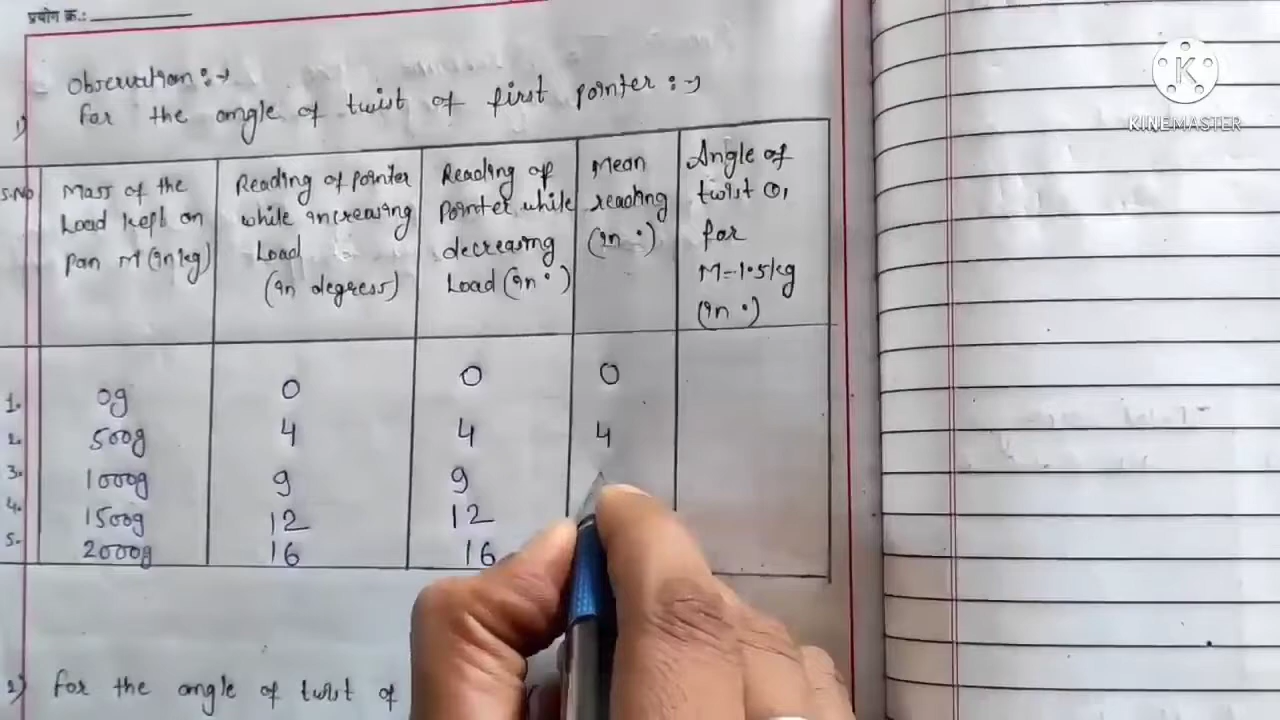 प्रयोग क्र.:
Observation :→
1) for the angle of twist of first pointer :→
S.No
Mass of the
Load kept on
pan M (in kg)
Reading of pointer
while increasing
Load
(in degress)
Reading of
Pointer while
decreasing
Load (in °)
Mean
reading
(in °)
Angle of
twist θ,
for
M=1.5kg
(in °)
1. 0g 0 0 0
2. 500g 4 4 4
3. 1000g 9 9
4. 1500g 12 12
5. 2000g 16 16
2) for the angle of twist of
K
KINEMASTER